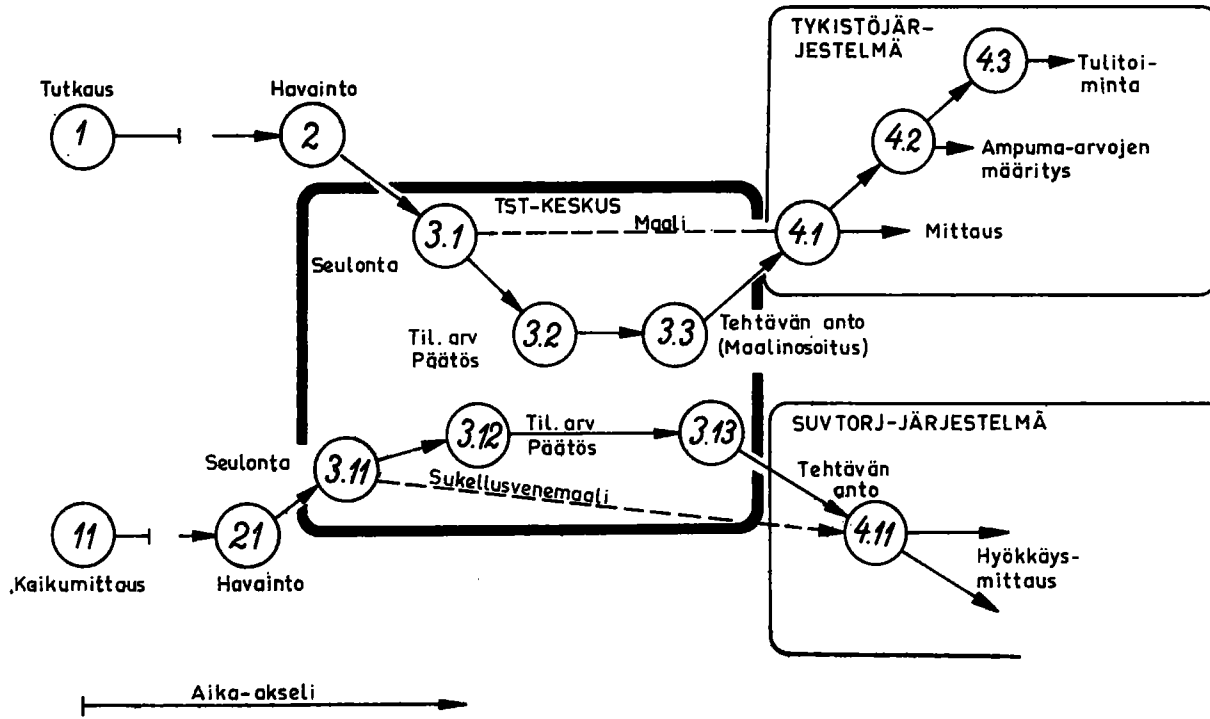 TYKISTÖJÄR-
JESTELMÄ
4.3
Tulitoi-
minta
Tutkaus
Havainto
1
2
4.2
Ampuma-arvojen
määritys
TST-KESKUS
3.1
Maali
4.1
Mittaus
Seulonta
Til. arv
Päätös
3.2
3.3
Tehtävän anto
(Maalinosoitus)
SUVTORJ-JÄRJESTELMÄ
3.12
Til. arv
Päätös
3.13
Seulonta
3.11
Sukellusvenemaali
Tehtävän
anto
11
21
4.11
Kaikumittaus
Havainto
Hyökkäys-
mittaus
Aika-akseli